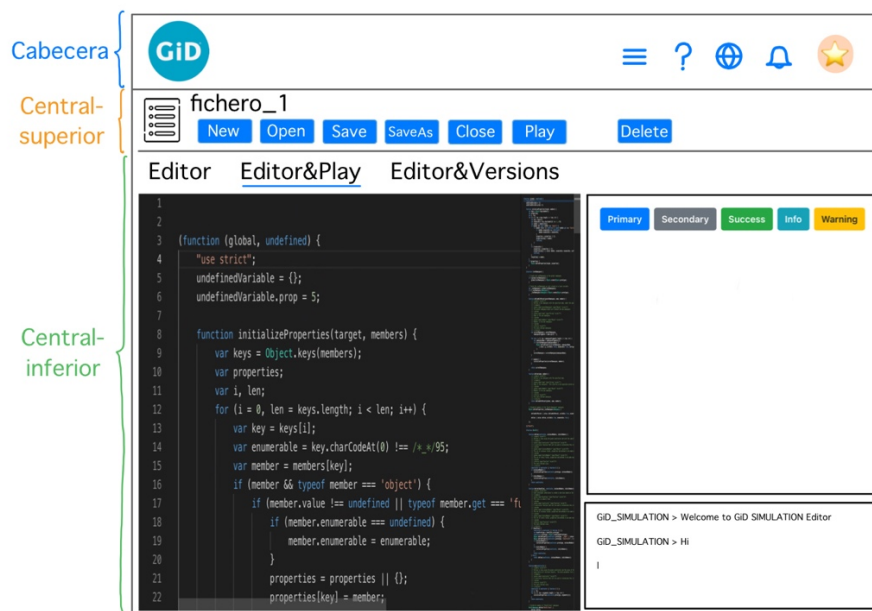 Cabecera
GiD
Central-
superior
fichero_1
New Open Save SaveAs Close Play Delete
Central-
inferior
Editor Editor&Play Editor&Versions
1
2
3 (function (global, undefined) {
4 "use strict";
5 undefinedVariable = {};
6 undefinedVariable.prop = 5;
7
8 function initializeProperties(target, members) {
9 var keys = Object.keys(members);
10 var properties;
11 var i, len;
12 for (i = 0, len = keys.length; i < len; i++) {
13 var key = keys[i];
14 var enumerable = key.charCodeAt(0) !== /*_*/95;
15 var member = members[key];
16 if (member && typeof member === 'object') {
17 if (member.value !== undefined || typeof member.get === 'fu
18 if (member.enumerable === undefined) {
19 member.enumerable = enumerable;
20 }
21 properties = properties || {};
22 properties[key] = member;
Primary Secondary Success Info Warning
GiD_SIMULATION > Welcome to GiD SIMULATION Editor
GiD_SIMULATION > Hi